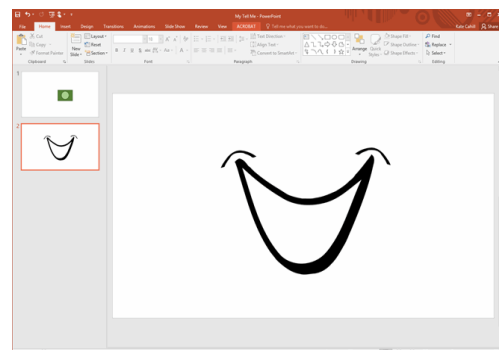 My Tell Me - PowerPoint
File Home Insert Design Transitions Animations Slide Show Review View ACROBAT Tell me what you want to do... Kate Cahill Share
Cut
Copy
Format Painter
Paste
New Slide
Layout
Reset
Section
Text Direction
Align Text
Convert to SmartArt
Arrange
Quick Styles
Shape Fill
Shape Outline
Shape Effects
Find
Replace
Select
Clipboard Slides Font Paragraph Drawing Editing
1
2